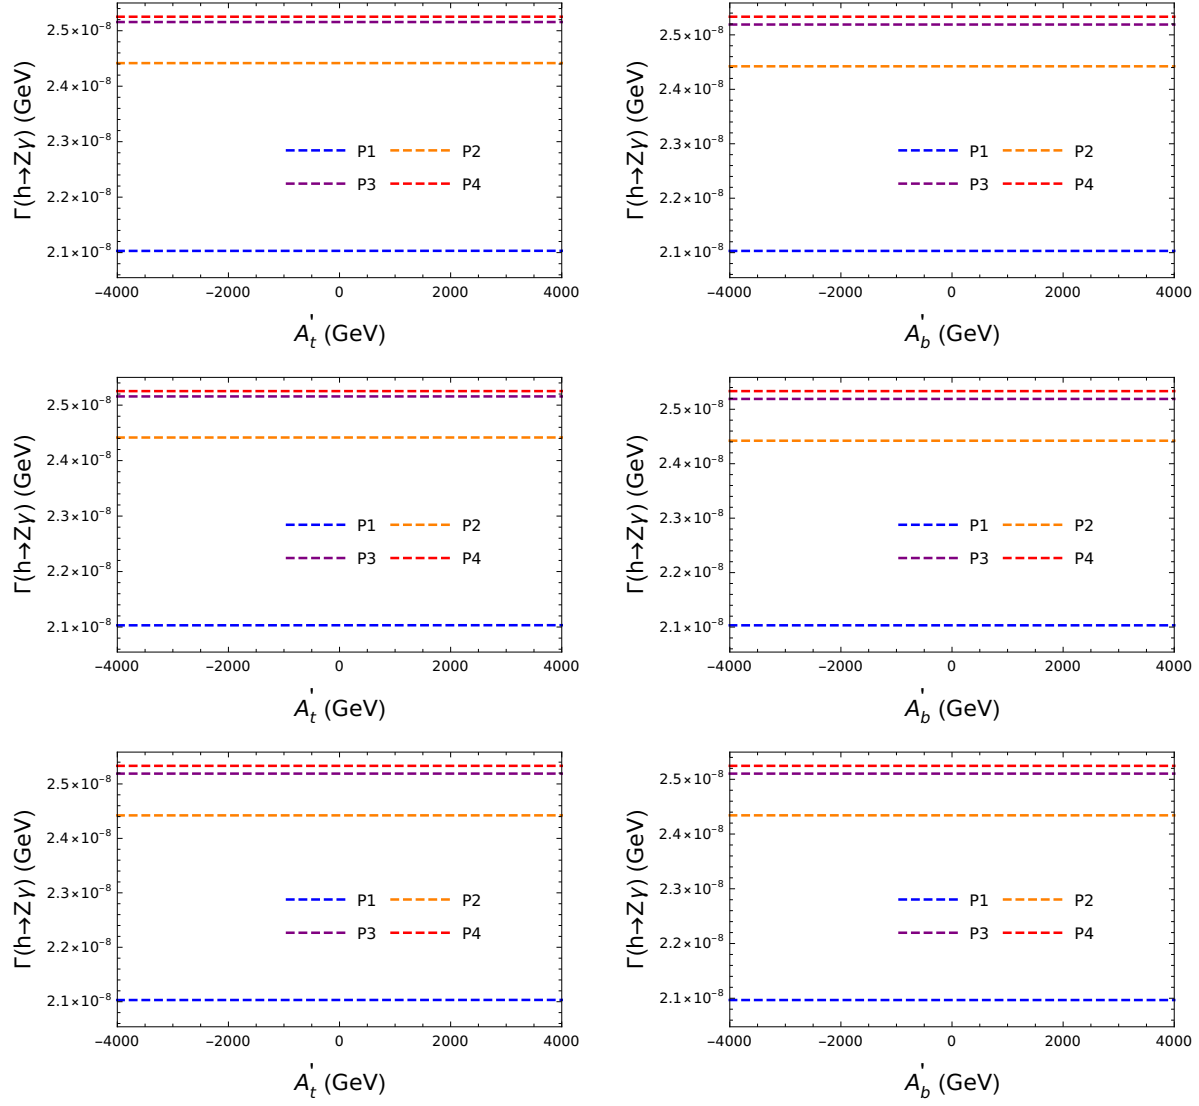 Γ(h→Zγ) (GeV)
2.5×10⁻⁸
2.4×10⁻⁸
2.3×10⁻⁸
2.2×10⁻⁸
2.1×10⁻⁸
P1 P2
P3 P4
−4000 −2000 0 2000 4000
A't (GeV)
Γ(h→Zγ) (GeV)
2.5×10⁻⁸
2.4×10⁻⁸
2.3×10⁻⁸
2.2×10⁻⁸
2.1×10⁻⁸
P1 P2
P3 P4
−4000 −2000 0 2000 4000
A'b (GeV)
Γ(h→Zγ) (GeV)
2.5×10⁻⁸
2.4×10⁻⁸
2.3×10⁻⁸
2.2×10⁻⁸
2.1×10⁻⁸
P1 P2
P3 P4
−4000 −2000 0 2000 4000
A't (GeV)
Γ(h→Zγ) (GeV)
2.5×10⁻⁸
2.4×10⁻⁸
2.3×10⁻⁸
2.2×10⁻⁸
2.1×10⁻⁸
P1 P2
P3 P4
−4000 −2000 0 2000 4000
A'b (GeV)
Γ(h→Zγ) (GeV)
2.5×10⁻⁸
2.4×10⁻⁸
2.3×10⁻⁸
2.2×10⁻⁸
2.1×10⁻⁸
P1 P2
P3 P4
−4000 −2000 0 2000 4000
A't (GeV)
Γ(h→Zγ) (GeV)
2.5×10⁻⁸
2.4×10⁻⁸
2.3×10⁻⁸
2.2×10⁻⁸
2.1×10⁻⁸
P1 P2
P3 P4
−4000 −2000 0 2000 4000
A'b (GeV)